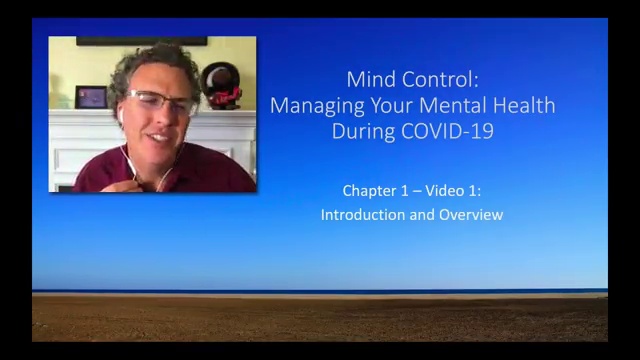 Mind Control:
Managing Your Mental Health
During COVID-19
Chapter 1 – Video 1:
Introduction and Overview